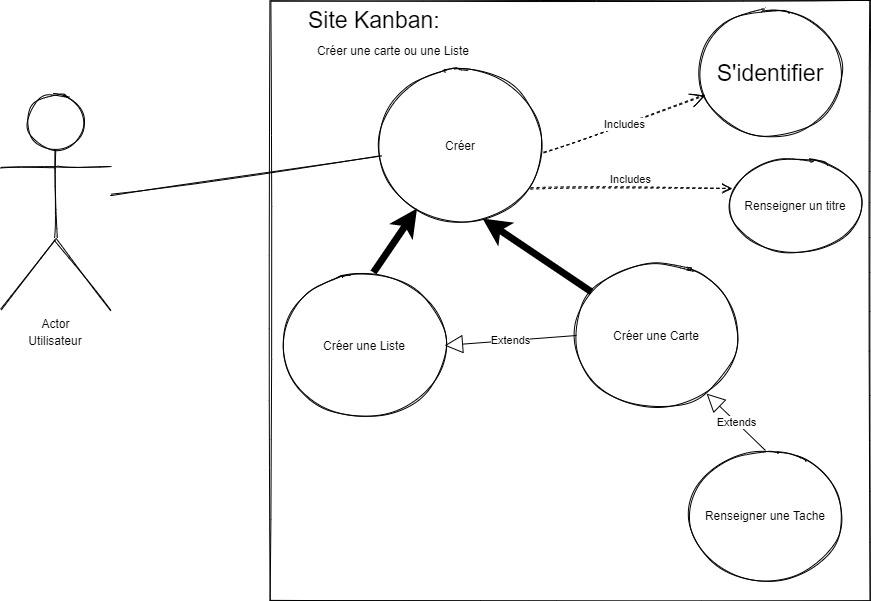 Site Kanban:
Créer une carte ou une Liste
S'identifier
Créer
Includes
Includes
Renseigner un titre
Actor
Utilisateur
Créer une Liste
Extends
Créer une Carte
Extends
Renseigner une Tache